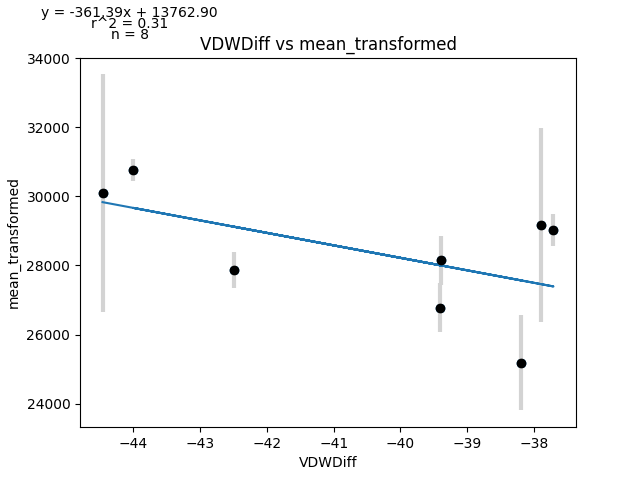 y = -361.39x + 13762.90
r^2 = 0.31
n = 8
VDWDiff vs mean_transformed
34000
32000
30000
28000
26000
24000
mean_transformed
−44
−43
−42
−41
−40
−39
−38
VDWDiff